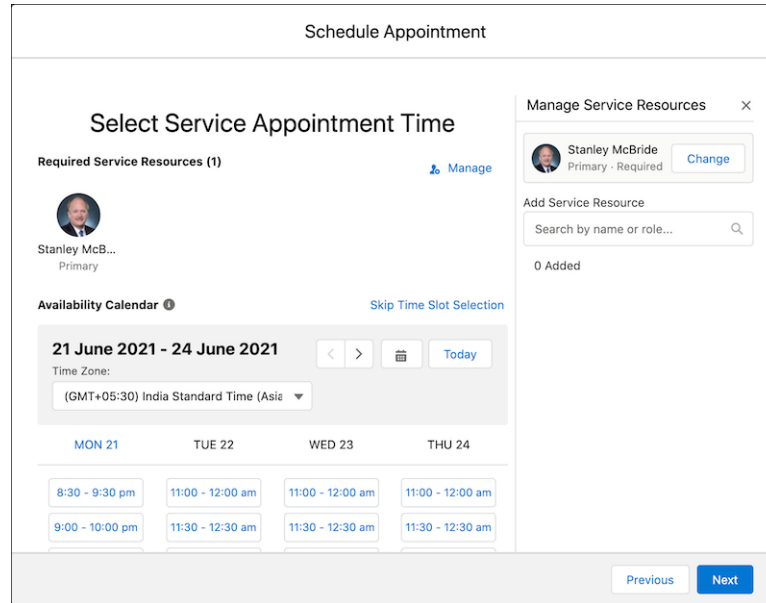 Schedule Appointment
Select Service Appointment Time
Required Service Resources (1)
Manage
Stanley McB...
Primary
Availability Calendar
Skip Time Slot Selection
21 June 2021 - 24 June 2021
Today
Time Zone:
(GMT+05:30) India Standard Time (Asia
MON 21 TUE 22 WED 23 THU 24
8:30 - 9:30 pm 11:00 - 12:00 am 11:00 - 12:00 am 11:00 - 12:00 am
9:00 - 10:00 pm 11:30 - 12:30 am 11:30 - 12:30 am 11:30 - 12:30 am
Manage Service Resources
Stanley McBride
Primary · Required
Change
Add Service Resource
Search by name or role...
0 Added
Previous
Next